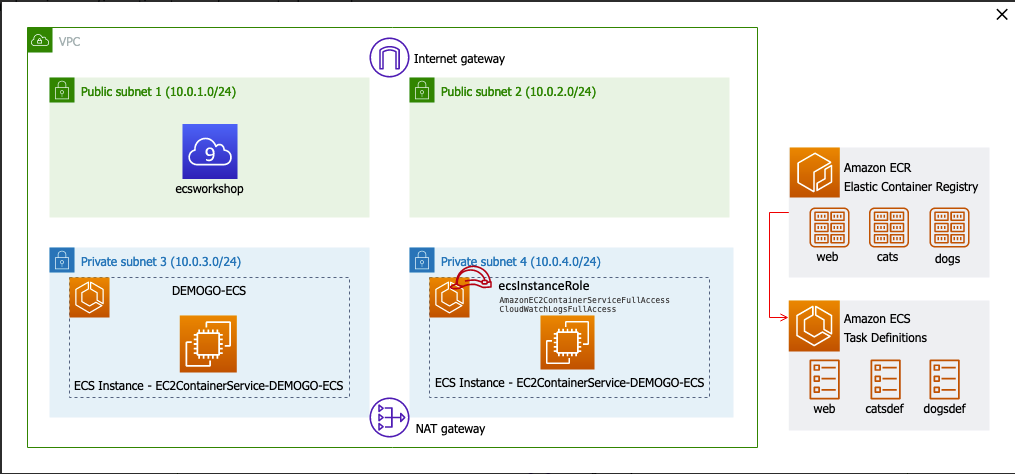 VPC
Internet gateway
Public subnet 1 (10.0.1.0/24)
Public subnet 2 (10.0.2.0/24)
9
ecsworkshop
Amazon ECR
Elastic Container Registry
web
cats
dogs
Private subnet 3 (10.0.3.0/24)
Private subnet 4 (10.0.4.0/24)
DEMOGO-ECS
ecsInstanceRole
AmazonEC2ContainerServiceFullAccess
CloudWatchLogsFullAccess
ECS Instance - EC2ContainerService-DEMOGO-ECS
ECS Instance - EC2ContainerService-DEMOGO-ECS
Amazon ECS
Task Definitions
web
catsdef
dogsdef
NAT gateway